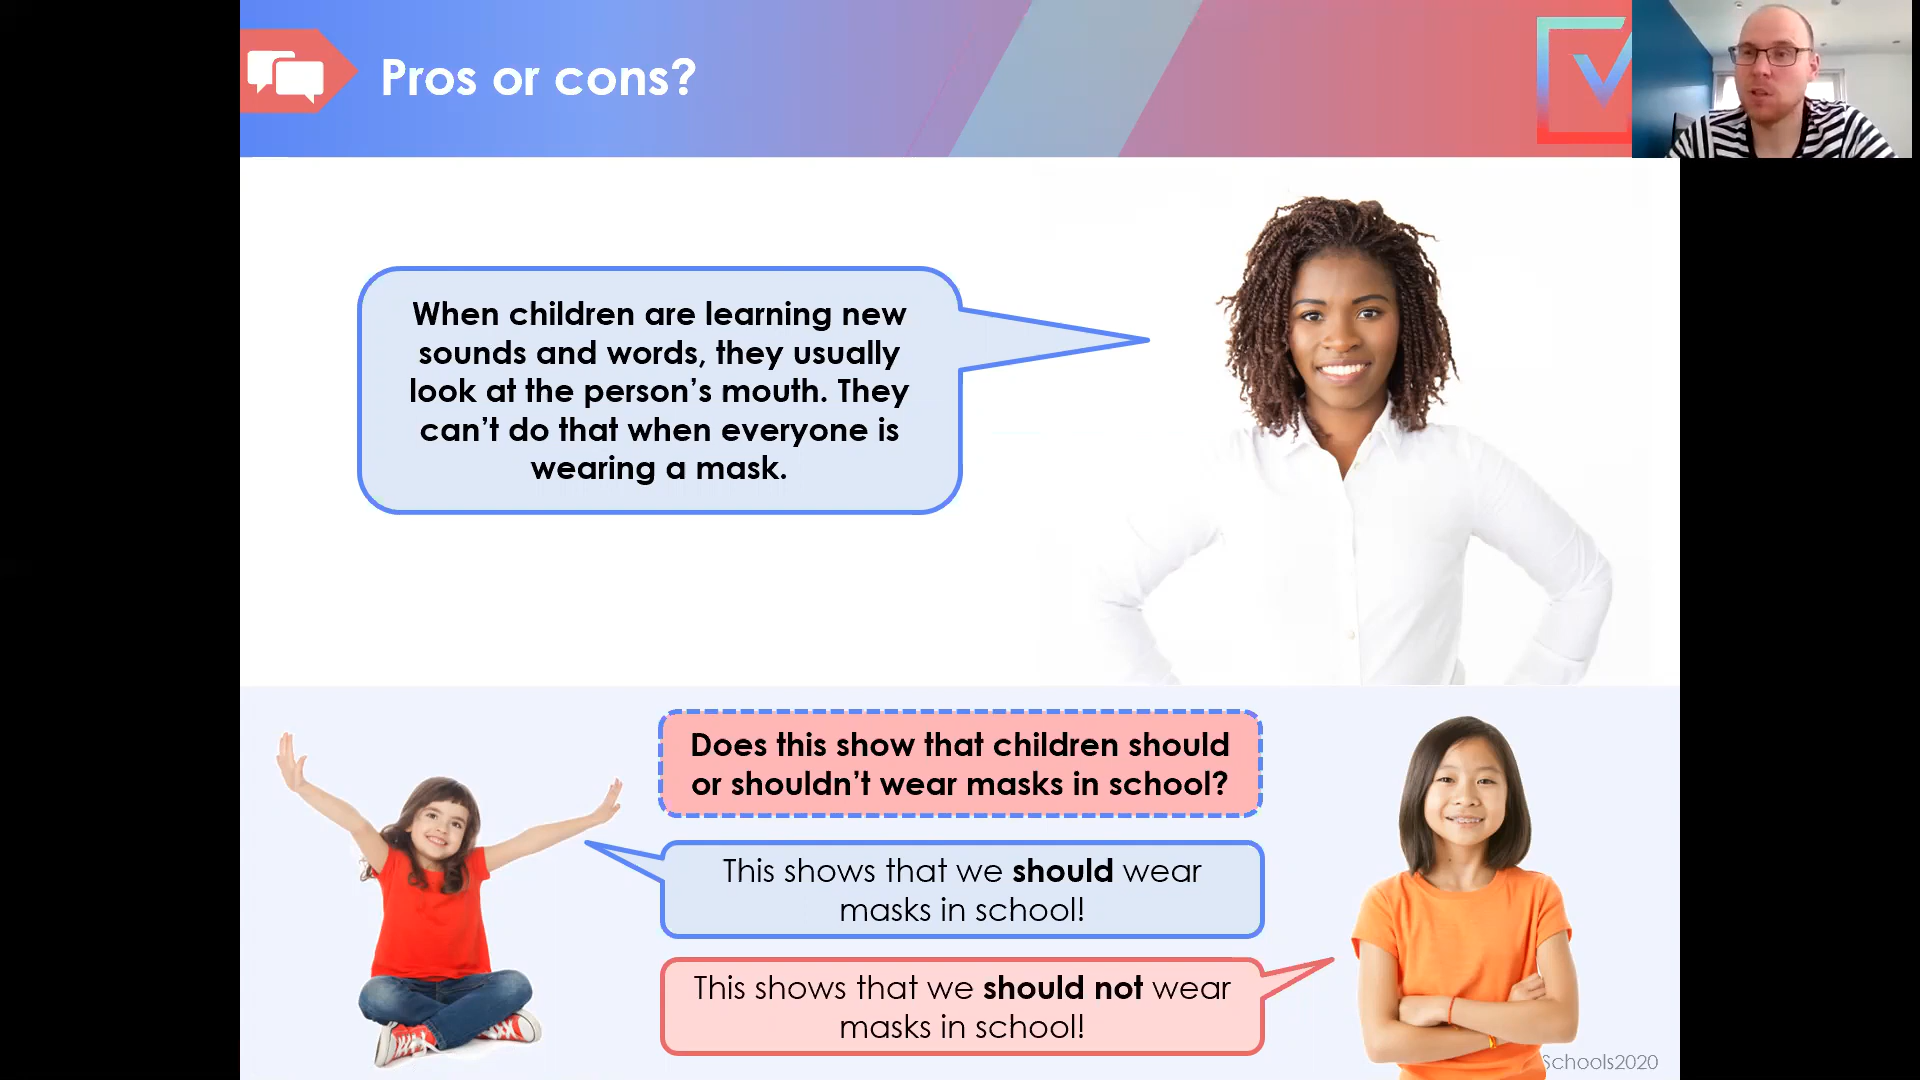 Pros or cons?
When children are learning new
sounds and words, they usually
look at the person’s mouth. They
can’t do that when everyone is
wearing a mask.
Does this show that children should
or shouldn’t wear masks in school?
This shows that we should wear
masks in school!
This shows that we should not wear
masks in school!
Schools2020